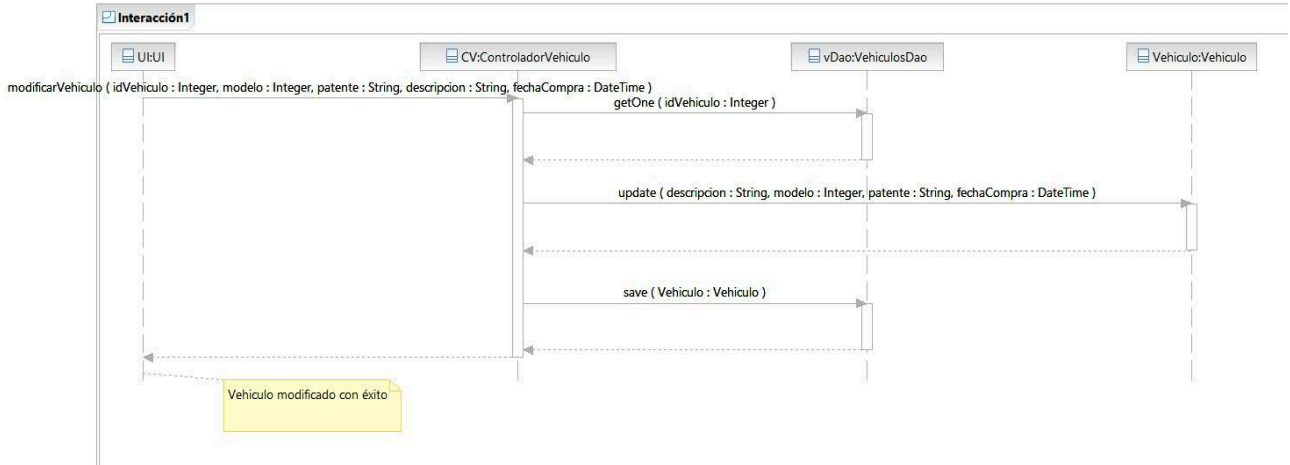 Interacción1
UI:UI
CV:ControladorVehiculo
vDao:VehiculosDao
Vehiculo:Vehiculo
modificarVehiculo ( idVehiculo : Integer, modelo : Integer, patente : String, descripcion : String, fechaCompra : DateTime )
getOne ( idVehiculo : Integer )
update ( descripcion : String, modelo : Integer, patente : String, fechaCompra : DateTime )
save ( Vehiculo : Vehiculo )
Vehiculo modificado con éxito